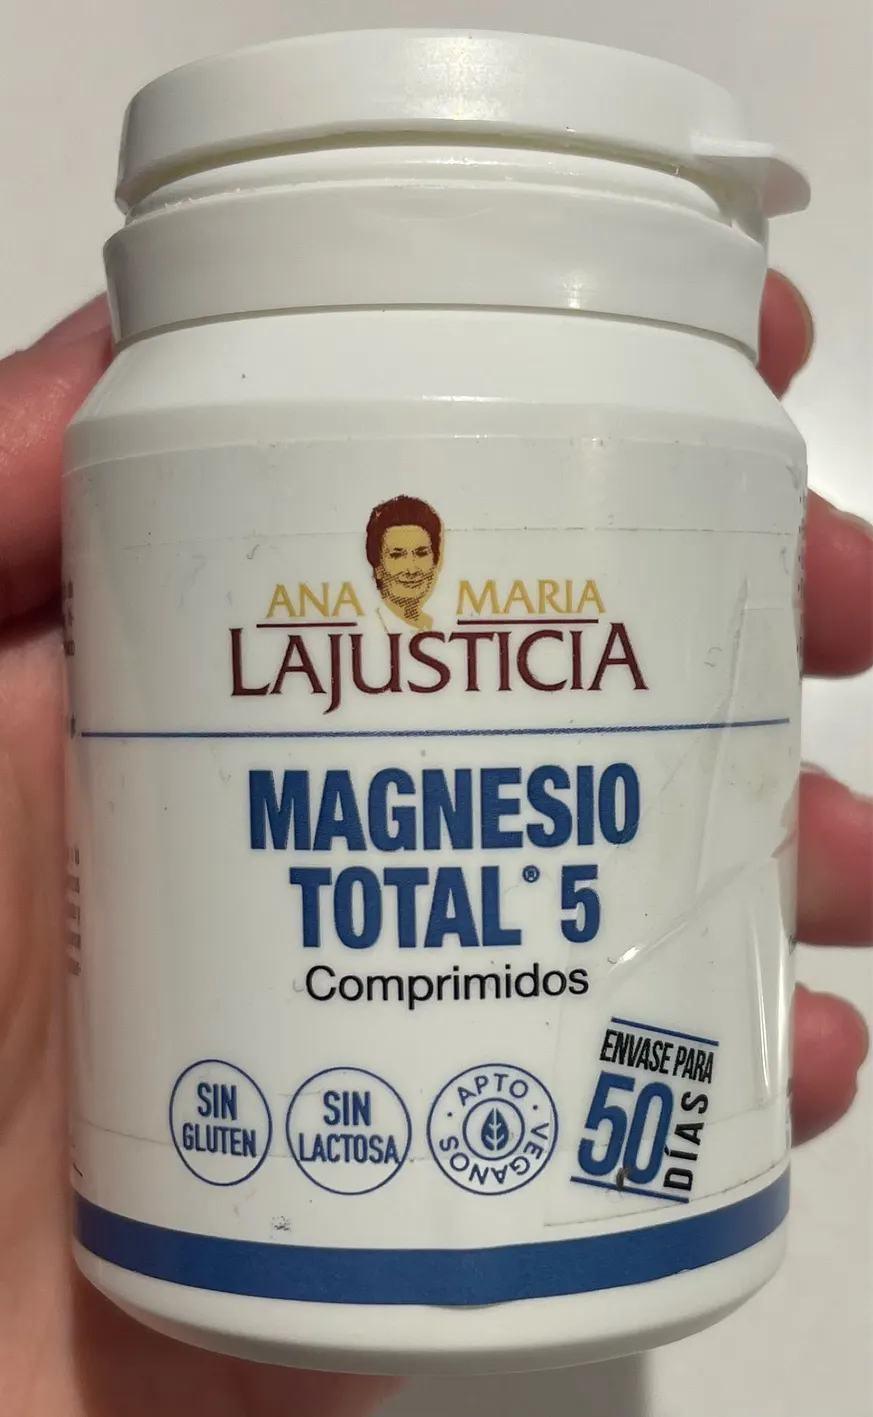 ANA MARIA
LAJUSTICIA
MAGNESIO
TOTAL® 5
Comprimidos
SIN
GLUTEN
SIN
LACTOSA
APTO VEGANOS
ENVASE PARA
50 DÍAS